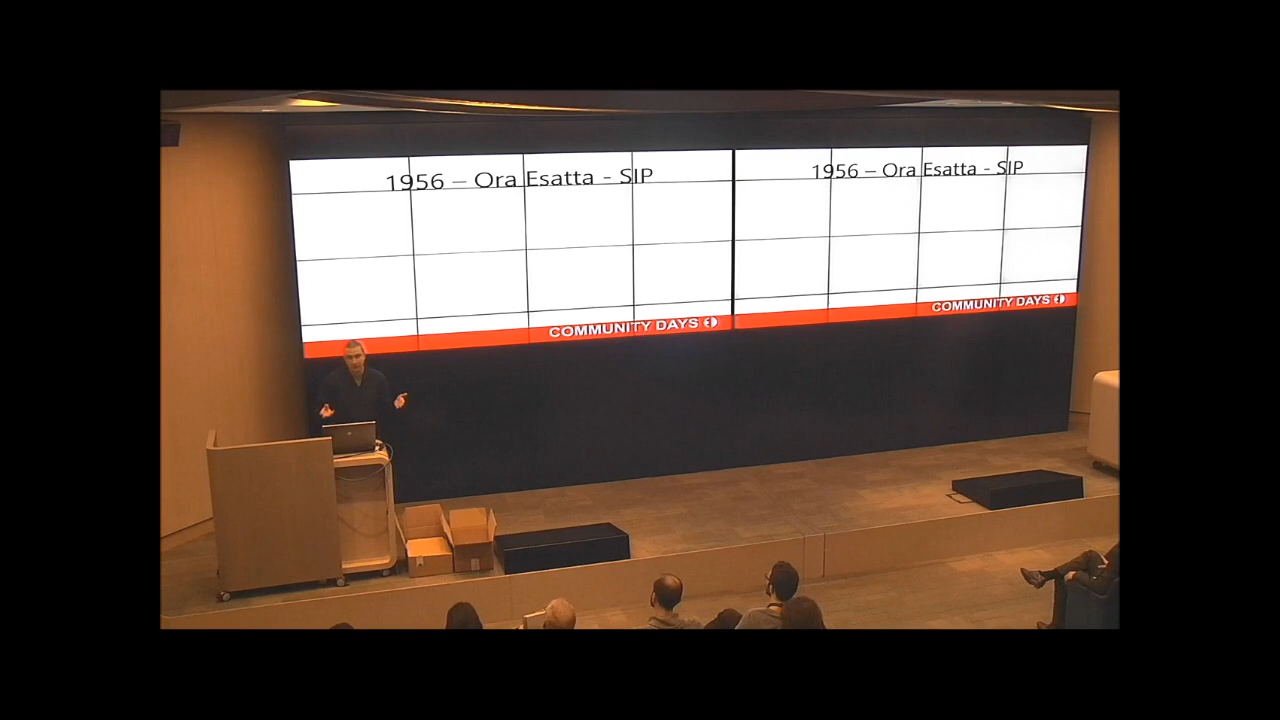 1956 – Ora Esatta - SIP
COMMUNITY DAYS
1956 – Ora Esatta - SIP
COMMUNITY DAYS